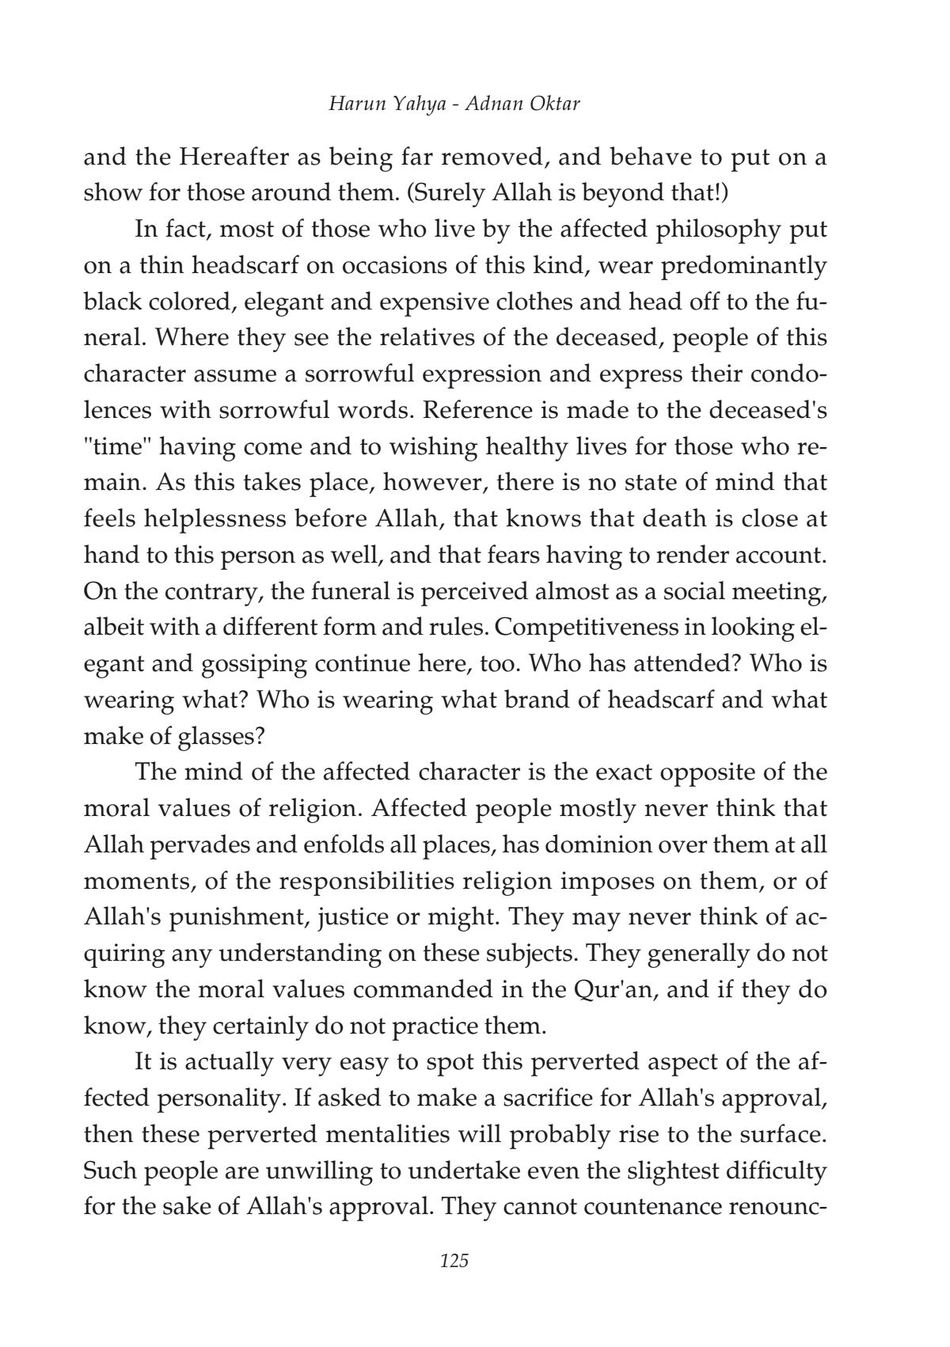 Harun Yahya - Adnan Oktar
and the Hereafter as being far removed, and behave to put on a
show for those around them. (Surely Allah is beyond that!)
In fact, most of those who live by the affected philosophy put
on a thin headscarf on occasions of this kind, wear predominantly
black colored, elegant and expensive clothes and head off to the fu-
neral. Where they see the relatives of the deceased, people of this
character assume a sorrowful expression and express their condo-
lences with sorrowful words. Reference is made to the deceased's
"time" having come and to wishing healthy lives for those who re-
main. As this takes place, however, there is no state of mind that
feels helplessness before Allah, that knows that death is close at
hand to this person as well, and that fears having to render account.
On the contrary, the funeral is perceived almost as a social meeting,
albeit with a different form and rules. Competitiveness in looking el-
egant and gossiping continue here, too. Who has attended? Who is
wearing what? Who is wearing what brand of headscarf and what
make of glasses?
The mind of the affected character is the exact opposite of the
moral values of religion. Affected people mostly never think that
Allah pervades and enfolds all places, has dominion over them at all
moments, of the responsibilities religion imposes on them, or of
Allah's punishment, justice or might. They may never think of ac-
quiring any understanding on these subjects. They generally do not
know the moral values commanded in the Qur'an, and if they do
know, they certainly do not practice them.
It is actually very easy to spot this perverted aspect of the af-
fected personality. If asked to make a sacrifice for Allah's approval,
then these perverted mentalities will probably rise to the surface.
Such people are unwilling to undertake even the slightest difficulty
for the sake of Allah's approval. They cannot countenance renounc-
125